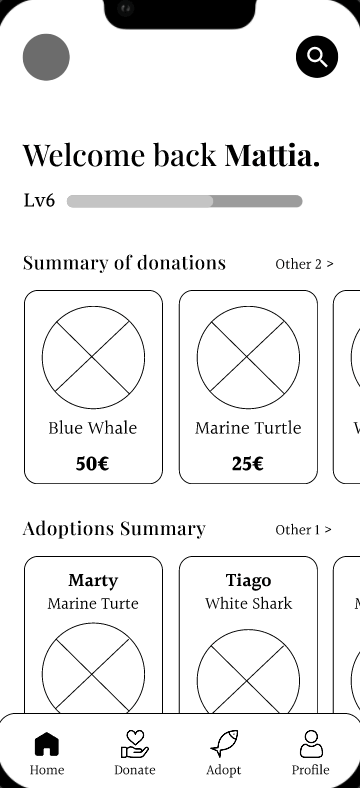 Welcome back Mattia.
Lv6
Summary of donations
Other 2 >
Blue Whale
Marine Turtle
50€
25€
Adoptions Summary
Other 1 >
Marty
Tiago
Marine Turte
White Shark
Home
Donate
Adopt
Profile